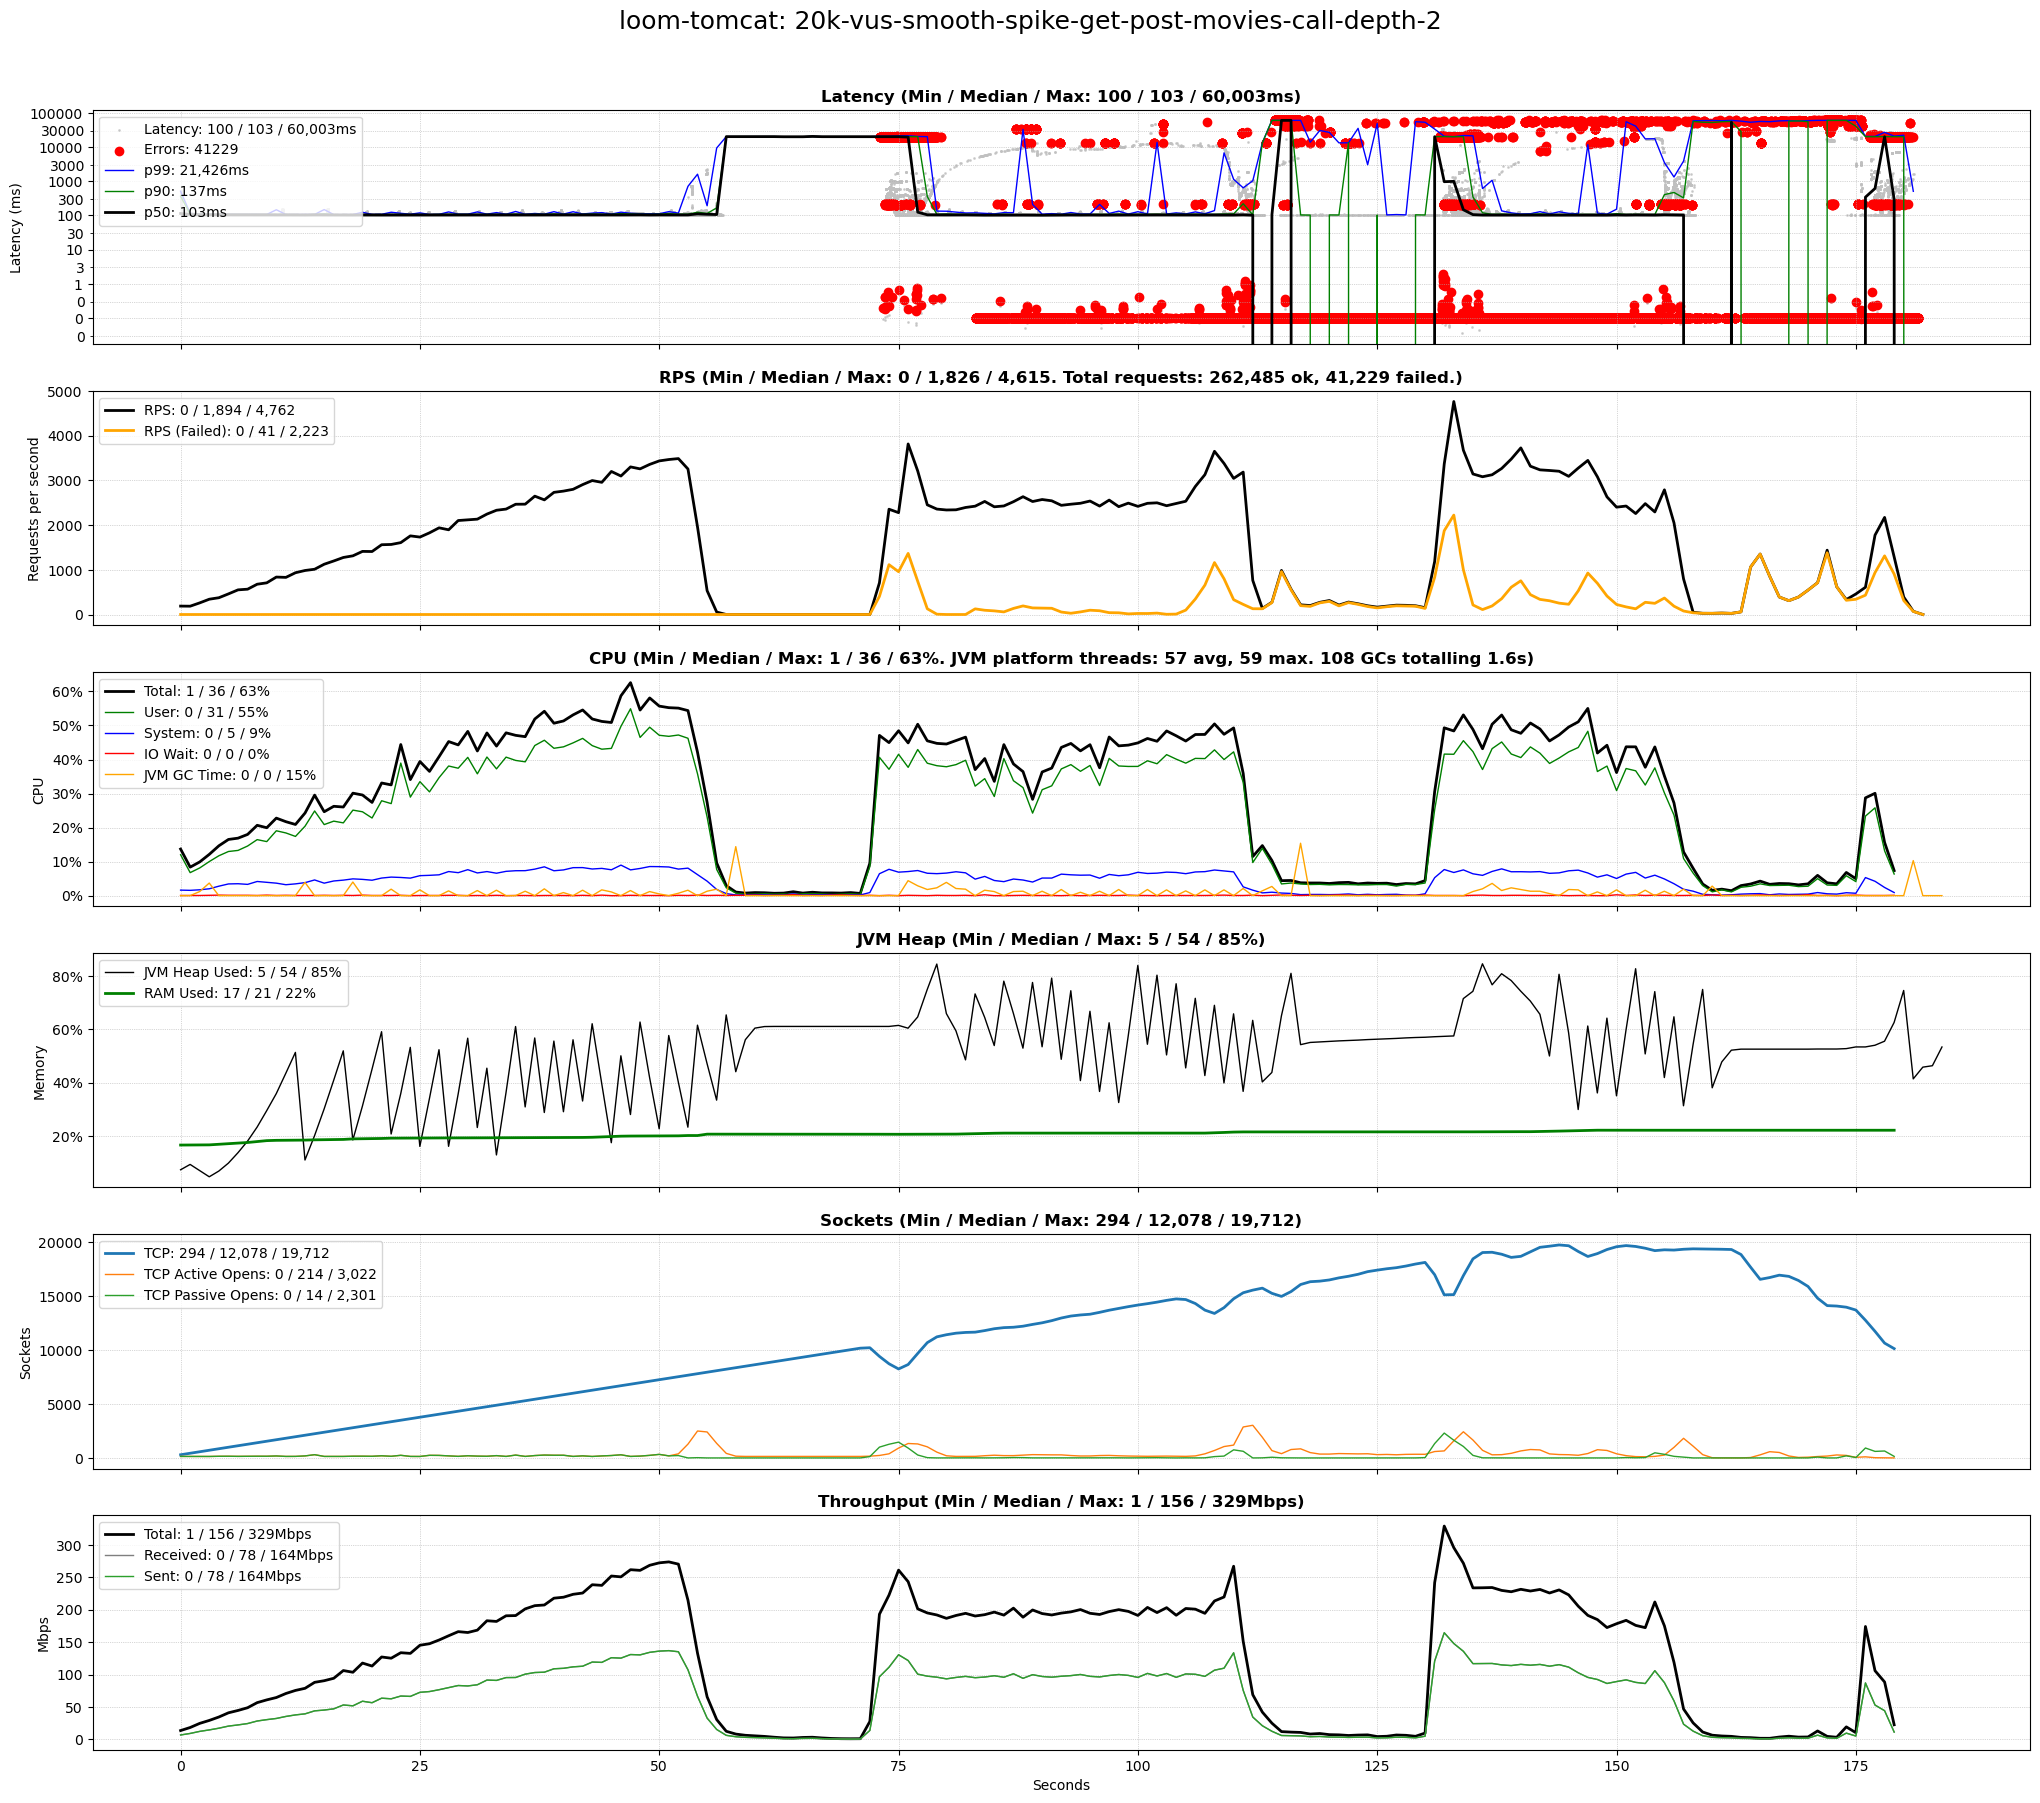 loom-tomcat: 20k-vus-smooth-spike-get-post-movies-call-depth-2
Latency (Min / Median / Max: 100 / 103 / 60,003ms)
Latency (ms)
100000
30000
10000
3000
1000
300
100
30
10
3
1
0
0
0
Latency: 100 / 103 / 60,003ms
Errors: 41229
p99: 21,426ms
p90: 137ms
p50: 103ms
RPS (Min / Median / Max: 0 / 1,826 / 4,615. Total requests: 262,485 ok, 41,229 failed.)
Requests per second
5000
4000
3000
2000
1000
0
RPS: 0 / 1,894 / 4,762
RPS (Failed): 0 / 41 / 2,223
CPU (Min / Median / Max: 1 / 36 / 63%. JVM platform threads: 57 avg, 59 max. 108 GCs totalling 1.6s)
CPU
60%
50%
40%
30%
20%
10%
0%
Total: 1 / 36 / 63%
User: 0 / 31 / 55%
System: 0 / 5 / 9%
IO Wait: 0 / 0 / 0%
JVM GC Time: 0 / 0 / 15%
JVM Heap (Min / Median / Max: 5 / 54 / 85%)
Memory
80%
60%
40%
20%
JVM Heap Used: 5 / 54 / 85%
RAM Used: 17 / 21 / 22%
Sockets (Min / Median / Max: 294 / 12,078 / 19,712)
Sockets
20000
15000
10000
5000
0
TCP: 294 / 12,078 / 19,712
TCP Active Opens: 0 / 214 / 3,022
TCP Passive Opens: 0 / 14 / 2,301
Throughput (Min / Median / Max: 1 / 156 / 329Mbps)
Mbps
300
250
200
150
100
50
0
Total: 1 / 156 / 329Mbps
Received: 0 / 78 / 164Mbps
Sent: 0 / 78 / 164Mbps
0 25 50 75 100 125 150 175
Seconds